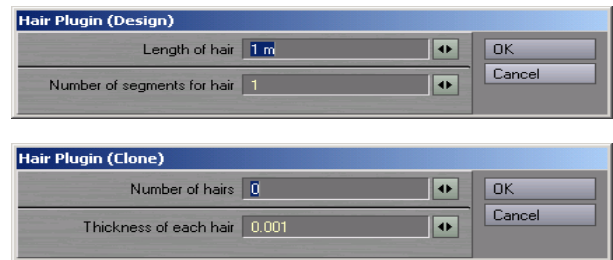 Hair Plugin (Design)
Length of hair 1 m OK
Number of segments for hair 1 Cancel
Hair Plugin (Clone)
Number of hairs 0 OK
Thickness of each hair 0.001 Cancel